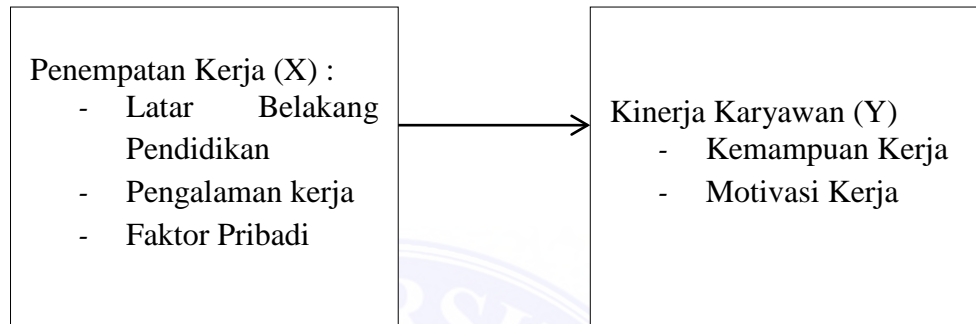 Penempatan Kerja (X) :
- Latar Belakang
Pendidikan
- Pengalaman kerja
- Faktor Pribadi
Kinerja Karyawan (Y)
- Kemampuan Kerja
- Motivasi Kerja